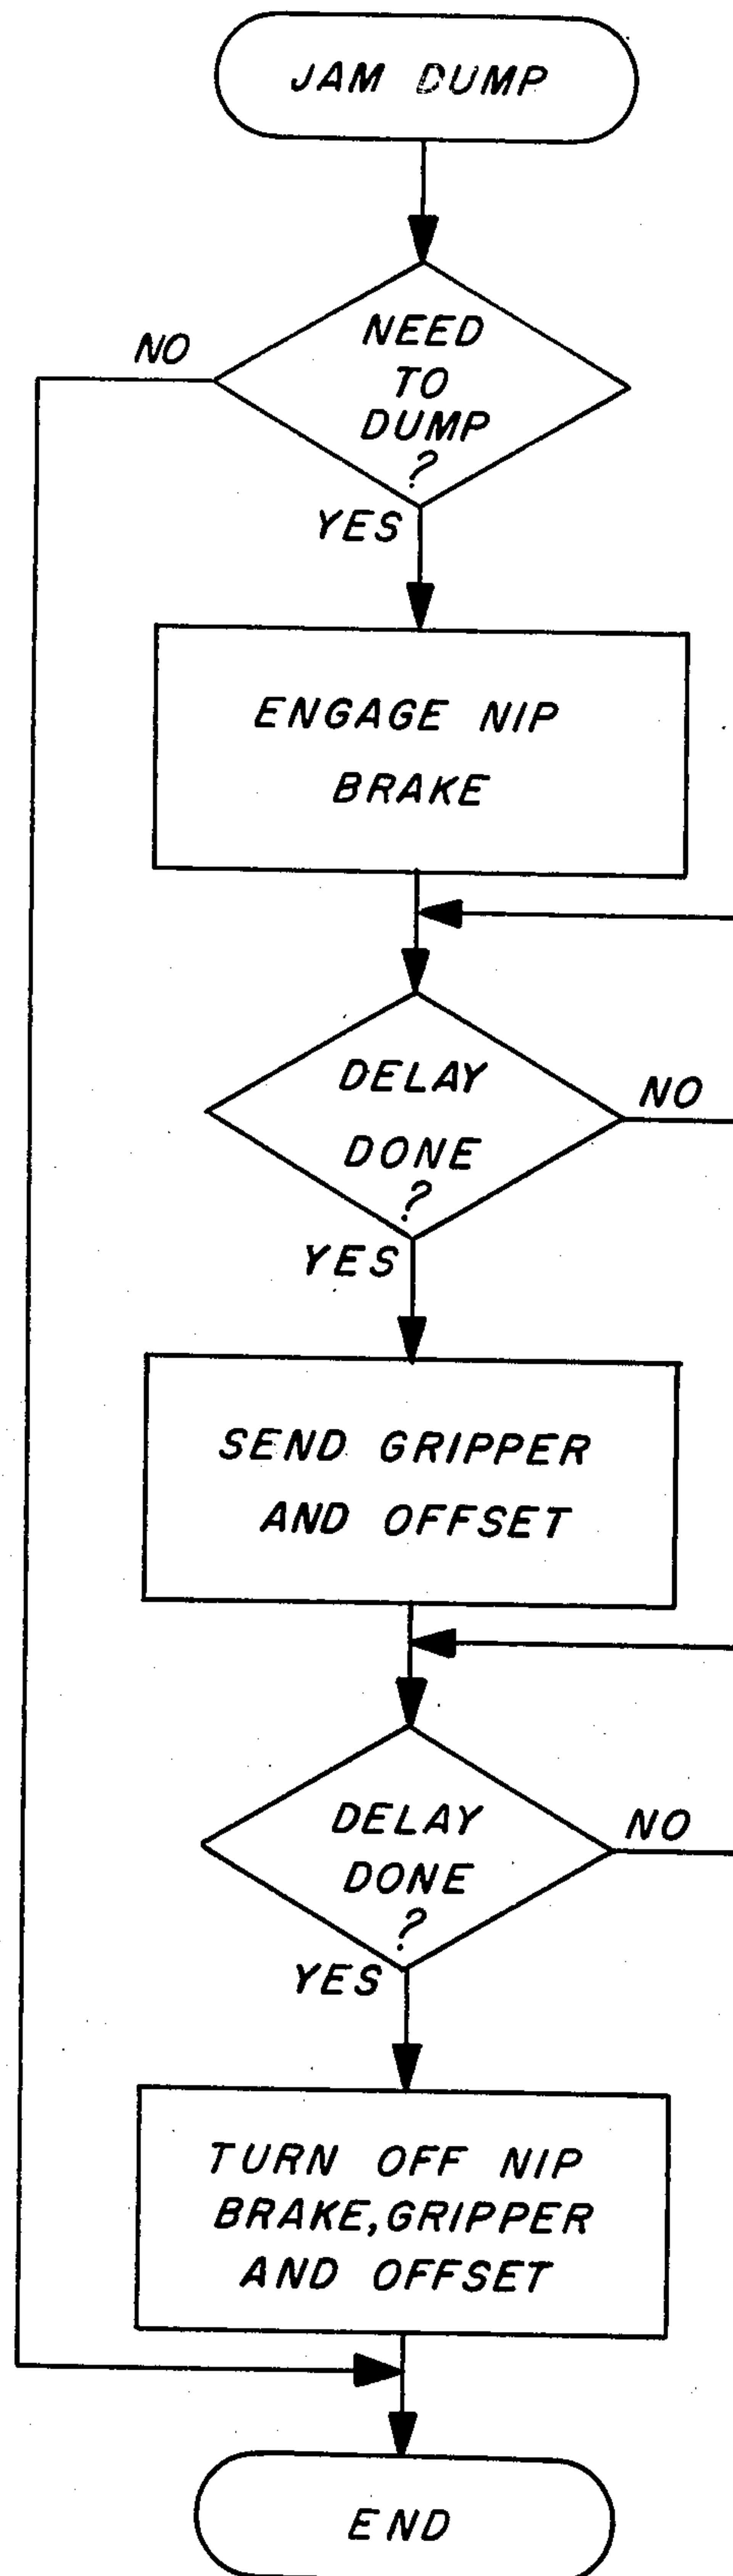 JAM DUMP
NO
NEED
TO
DUMP
?
YES
ENGAGE NIP
BRAKE
DELAY
DONE
?
NO
YES
SEND GRIPPER
AND OFFSET
DELAY
DONE
?
NO
YES
TURN OFF NIP
BRAKE, GRIPPER
AND OFFSET
END